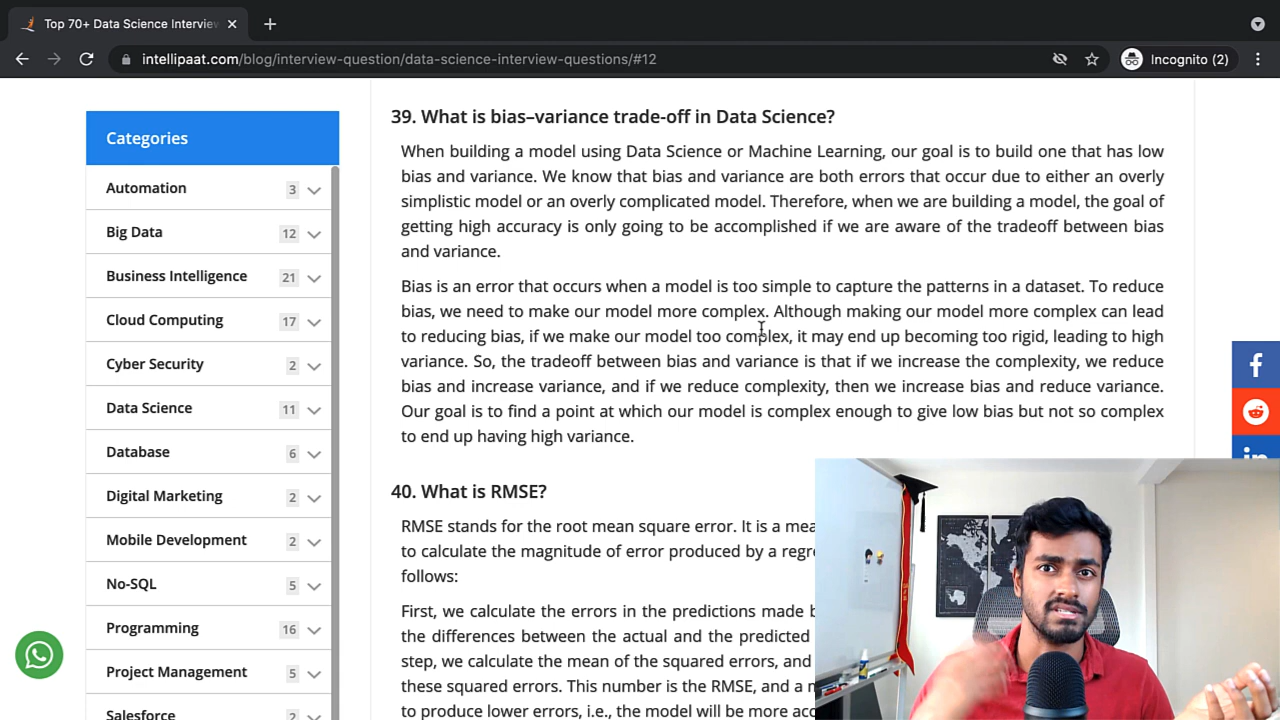 Top 70+ Data Science Interview
intellipaat.com/blog/interview-question/data-science-interview-questions/#12
Incognito (2)
Categories
Automation 3
Big Data 12
Business Intelligence 21
Cloud Computing 17
Cyber Security 2
Data Science 11
Database 6
Digital Marketing 2
Mobile Development 2
No-SQL 5
Programming 16
Project Management 5
Salesforce 2
39. What is bias–variance trade-off in Data Science?
When building a model using Data Science or Machine Learning, our goal is to build one that has low
bias and variance. We know that bias and variance are both errors that occur due to either an overly
simplistic model or an overly complicated model. Therefore, when we are building a model, the goal of
getting high accuracy is only going to be accomplished if we are aware of the tradeoff between bias
and variance.
Bias is an error that occurs when a model is too simple to capture the patterns in a dataset. To reduce
bias, we need to make our model more complex. Although making our model more complex can lead
to reducing bias, if we make our model too complex, it may end up becoming too rigid, leading to high
variance. So, the tradeoff between bias and variance is that if we increase the complexity, we reduce
bias and increase variance, and if we reduce complexity, then we increase bias and reduce variance.
Our goal is to find a point at which our model is complex enough to give low bias but not so complex
to end up having high variance.
40. What is RMSE?
RMSE stands for the root mean square error. It is a mea
to calculate the magnitude of error produced by a regre
follows:
First, we calculate the errors in the predictions made b
the differences between the actual and the predicted
step, we calculate the mean of the squared errors, and
these squared errors. This number is the RMSE, and a m
to produce lower errors, i.e., the model will be more acc
f
in